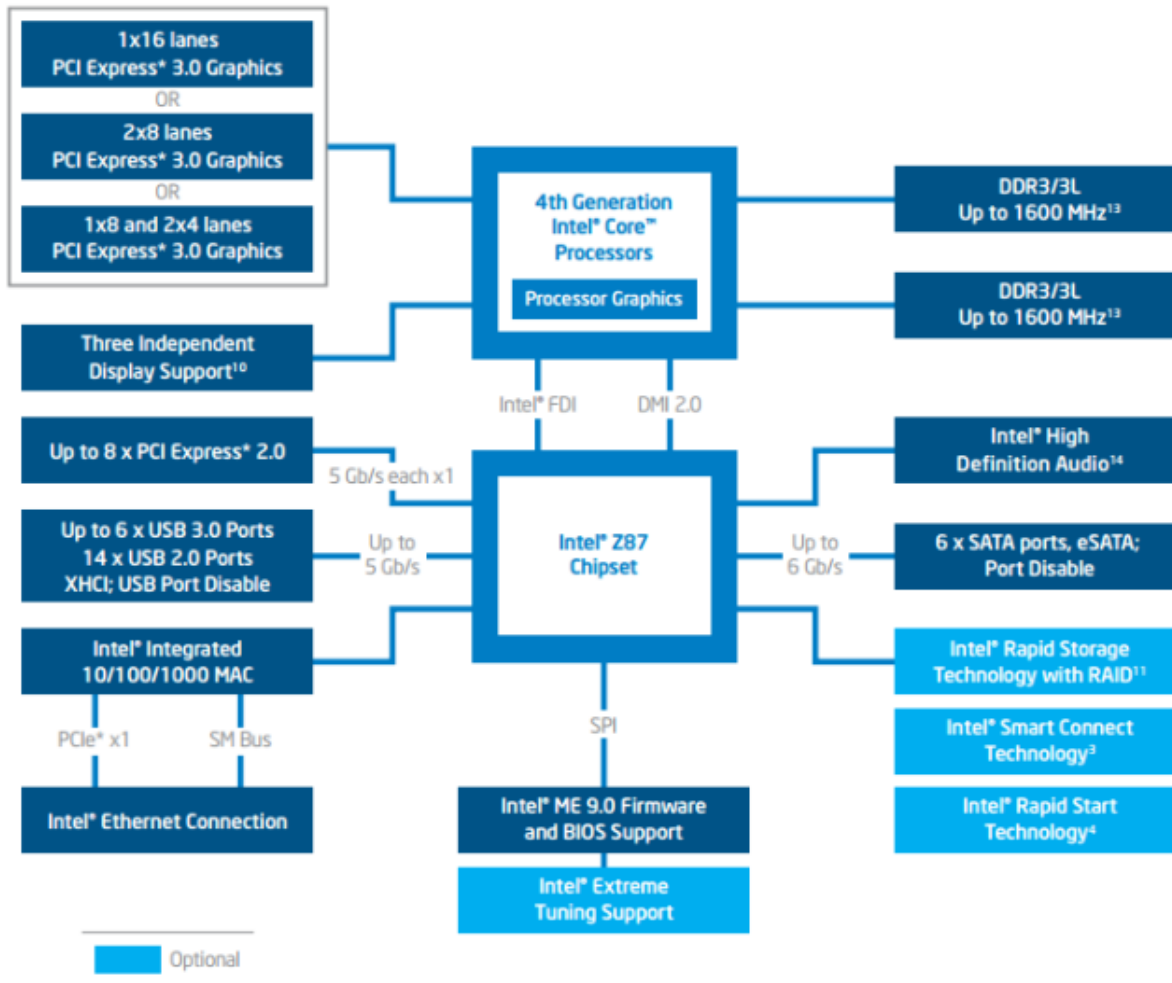 1x16 lanes
PCI Express* 3.0 Graphics
OR
2x8 lanes
PCI Express* 3.0 Graphics
OR
1x8 and 2x4 lanes
PCI Express* 3.0 Graphics
Three Independent
Display Support¹⁰
Up to 8 x PCI Express* 2.0
5 Gb/s each x1
Up to 6 x USB 3.0 Ports
14 x USB 2.0 Ports
XHCI; USB Port Disable
Up to
5 Gb/s
Intel® Integrated
10/100/1000 MAC
PCIe* x1
SM Bus
Intel® Ethernet Connection
4th Generation
Intel® Core™
Processors
Processor Graphics
Intel® FDI
DMI 2.0
Intel® Z87
Chipset
SPI
Intel® ME 9.0 Firmware
and BIOS Support
Intel® Extreme
Tuning Support
DDR3/3L
Up to 1600 MHz¹³
DDR3/3L
Up to 1600 MHz¹³
Intel® High
Definition Audio¹⁴
Up to
6 Gb/s
6 x SATA ports, eSATA;
Port Disable
Intel® Rapid Storage
Technology with RAID¹¹
Intel® Smart Connect
Technology³
Intel® Rapid Start
Technology⁴
Optional